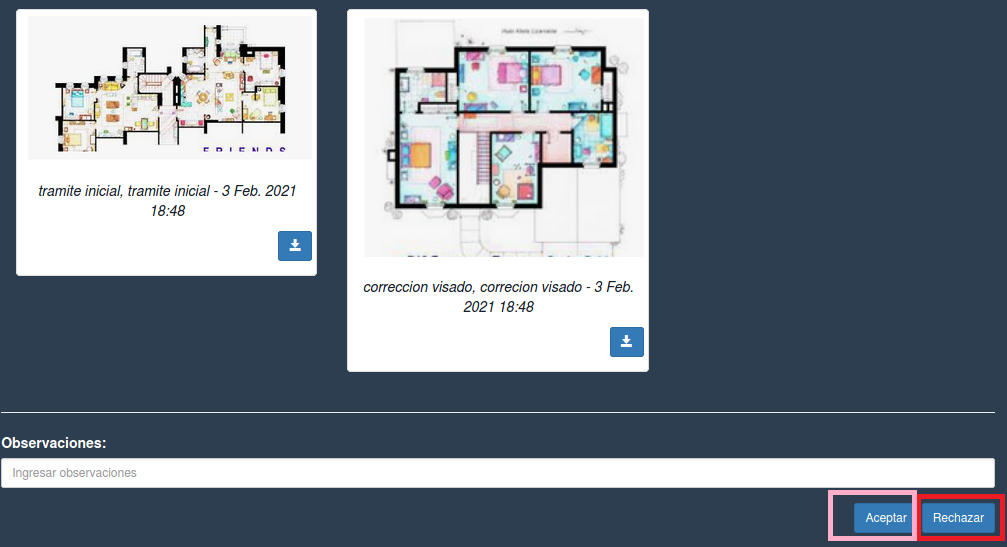 FRIENDS
tramite inicial, tramite inicial - 3 Feb. 2021
18:48
correccion visado, correcion visado - 3 Feb.
2021 18:48
Observaciones:
Ingresar observaciones
Aceptar
Rechazar